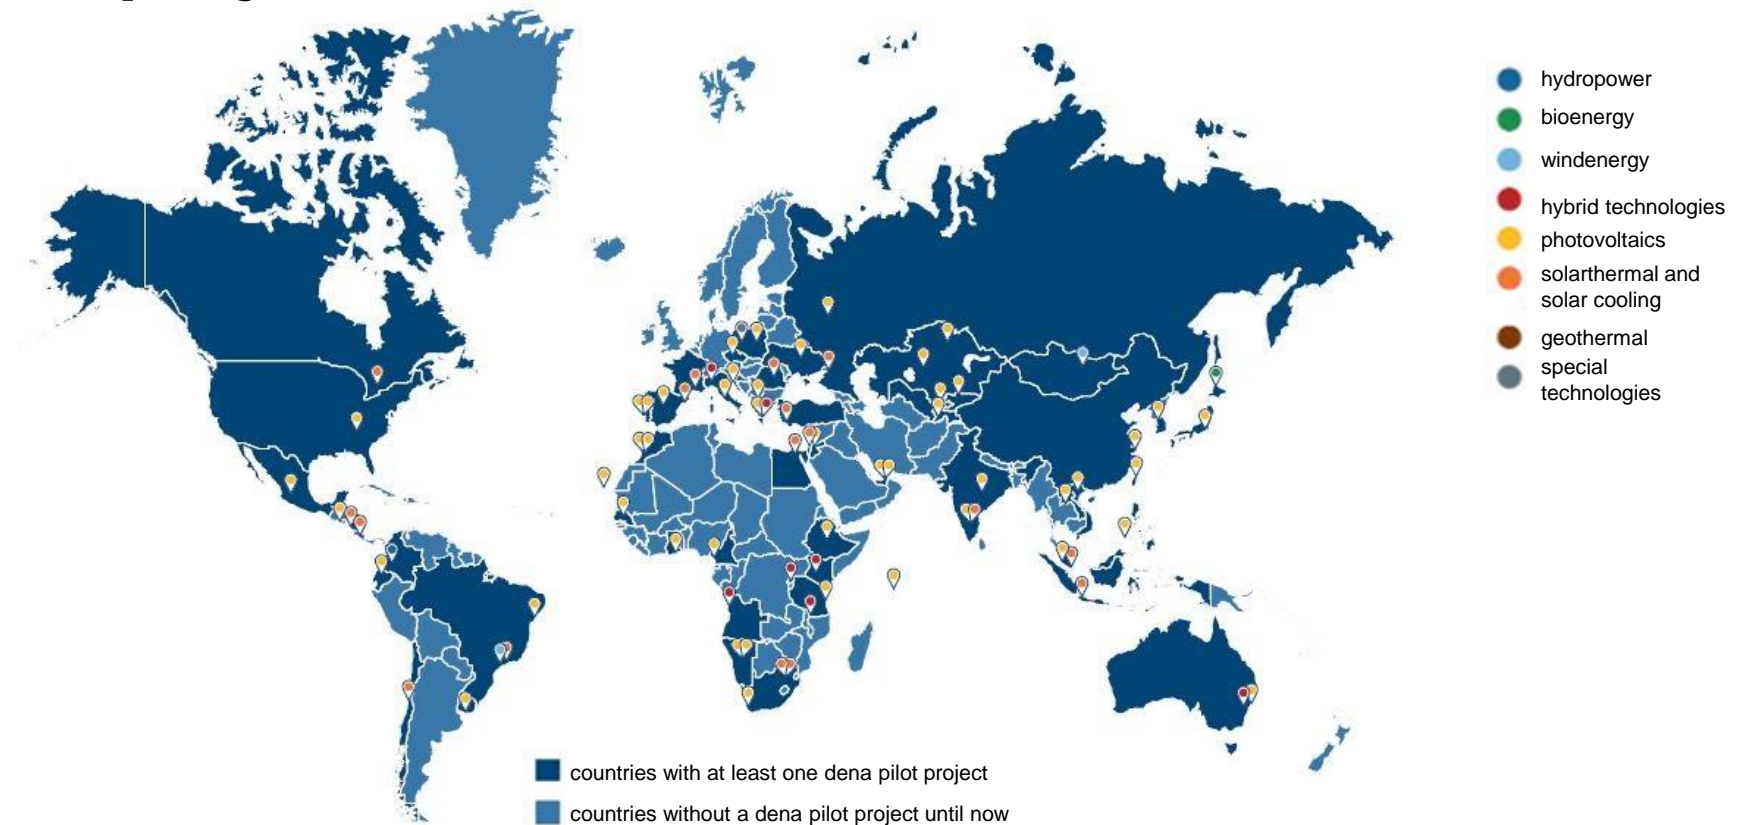 hydropower
bioenergy
windenergy
hybrid technologies
photovoltaics
solarthermal and
solar cooling
geothermal
special
technologies
countries with at least one dena pilot project
countries without a dena pilot project until now